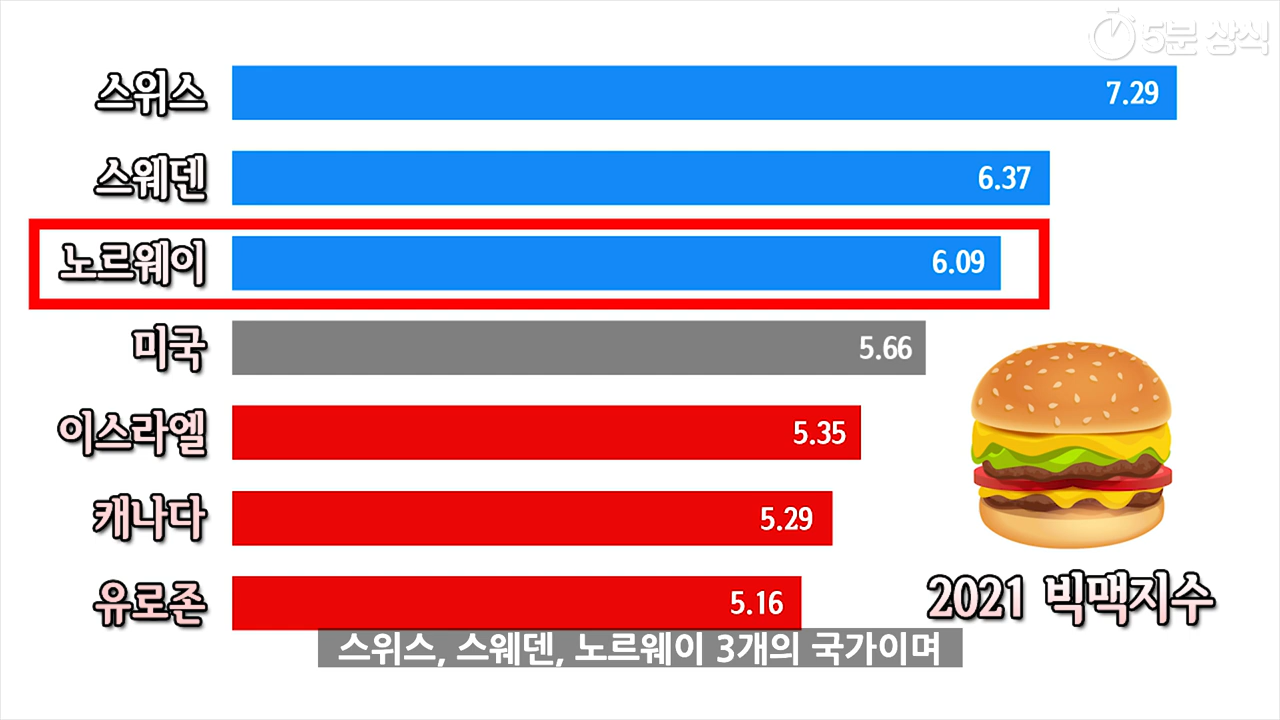 5분 상식
스위스 7.29
스웨덴 6.37
노르웨이 6.09
미국 5.66
이스라엘 5.35
캐나다 5.29
유로존 5.16
2021 빅맥지수
스위스, 스웨덴, 노르웨이 3개의 국가이며